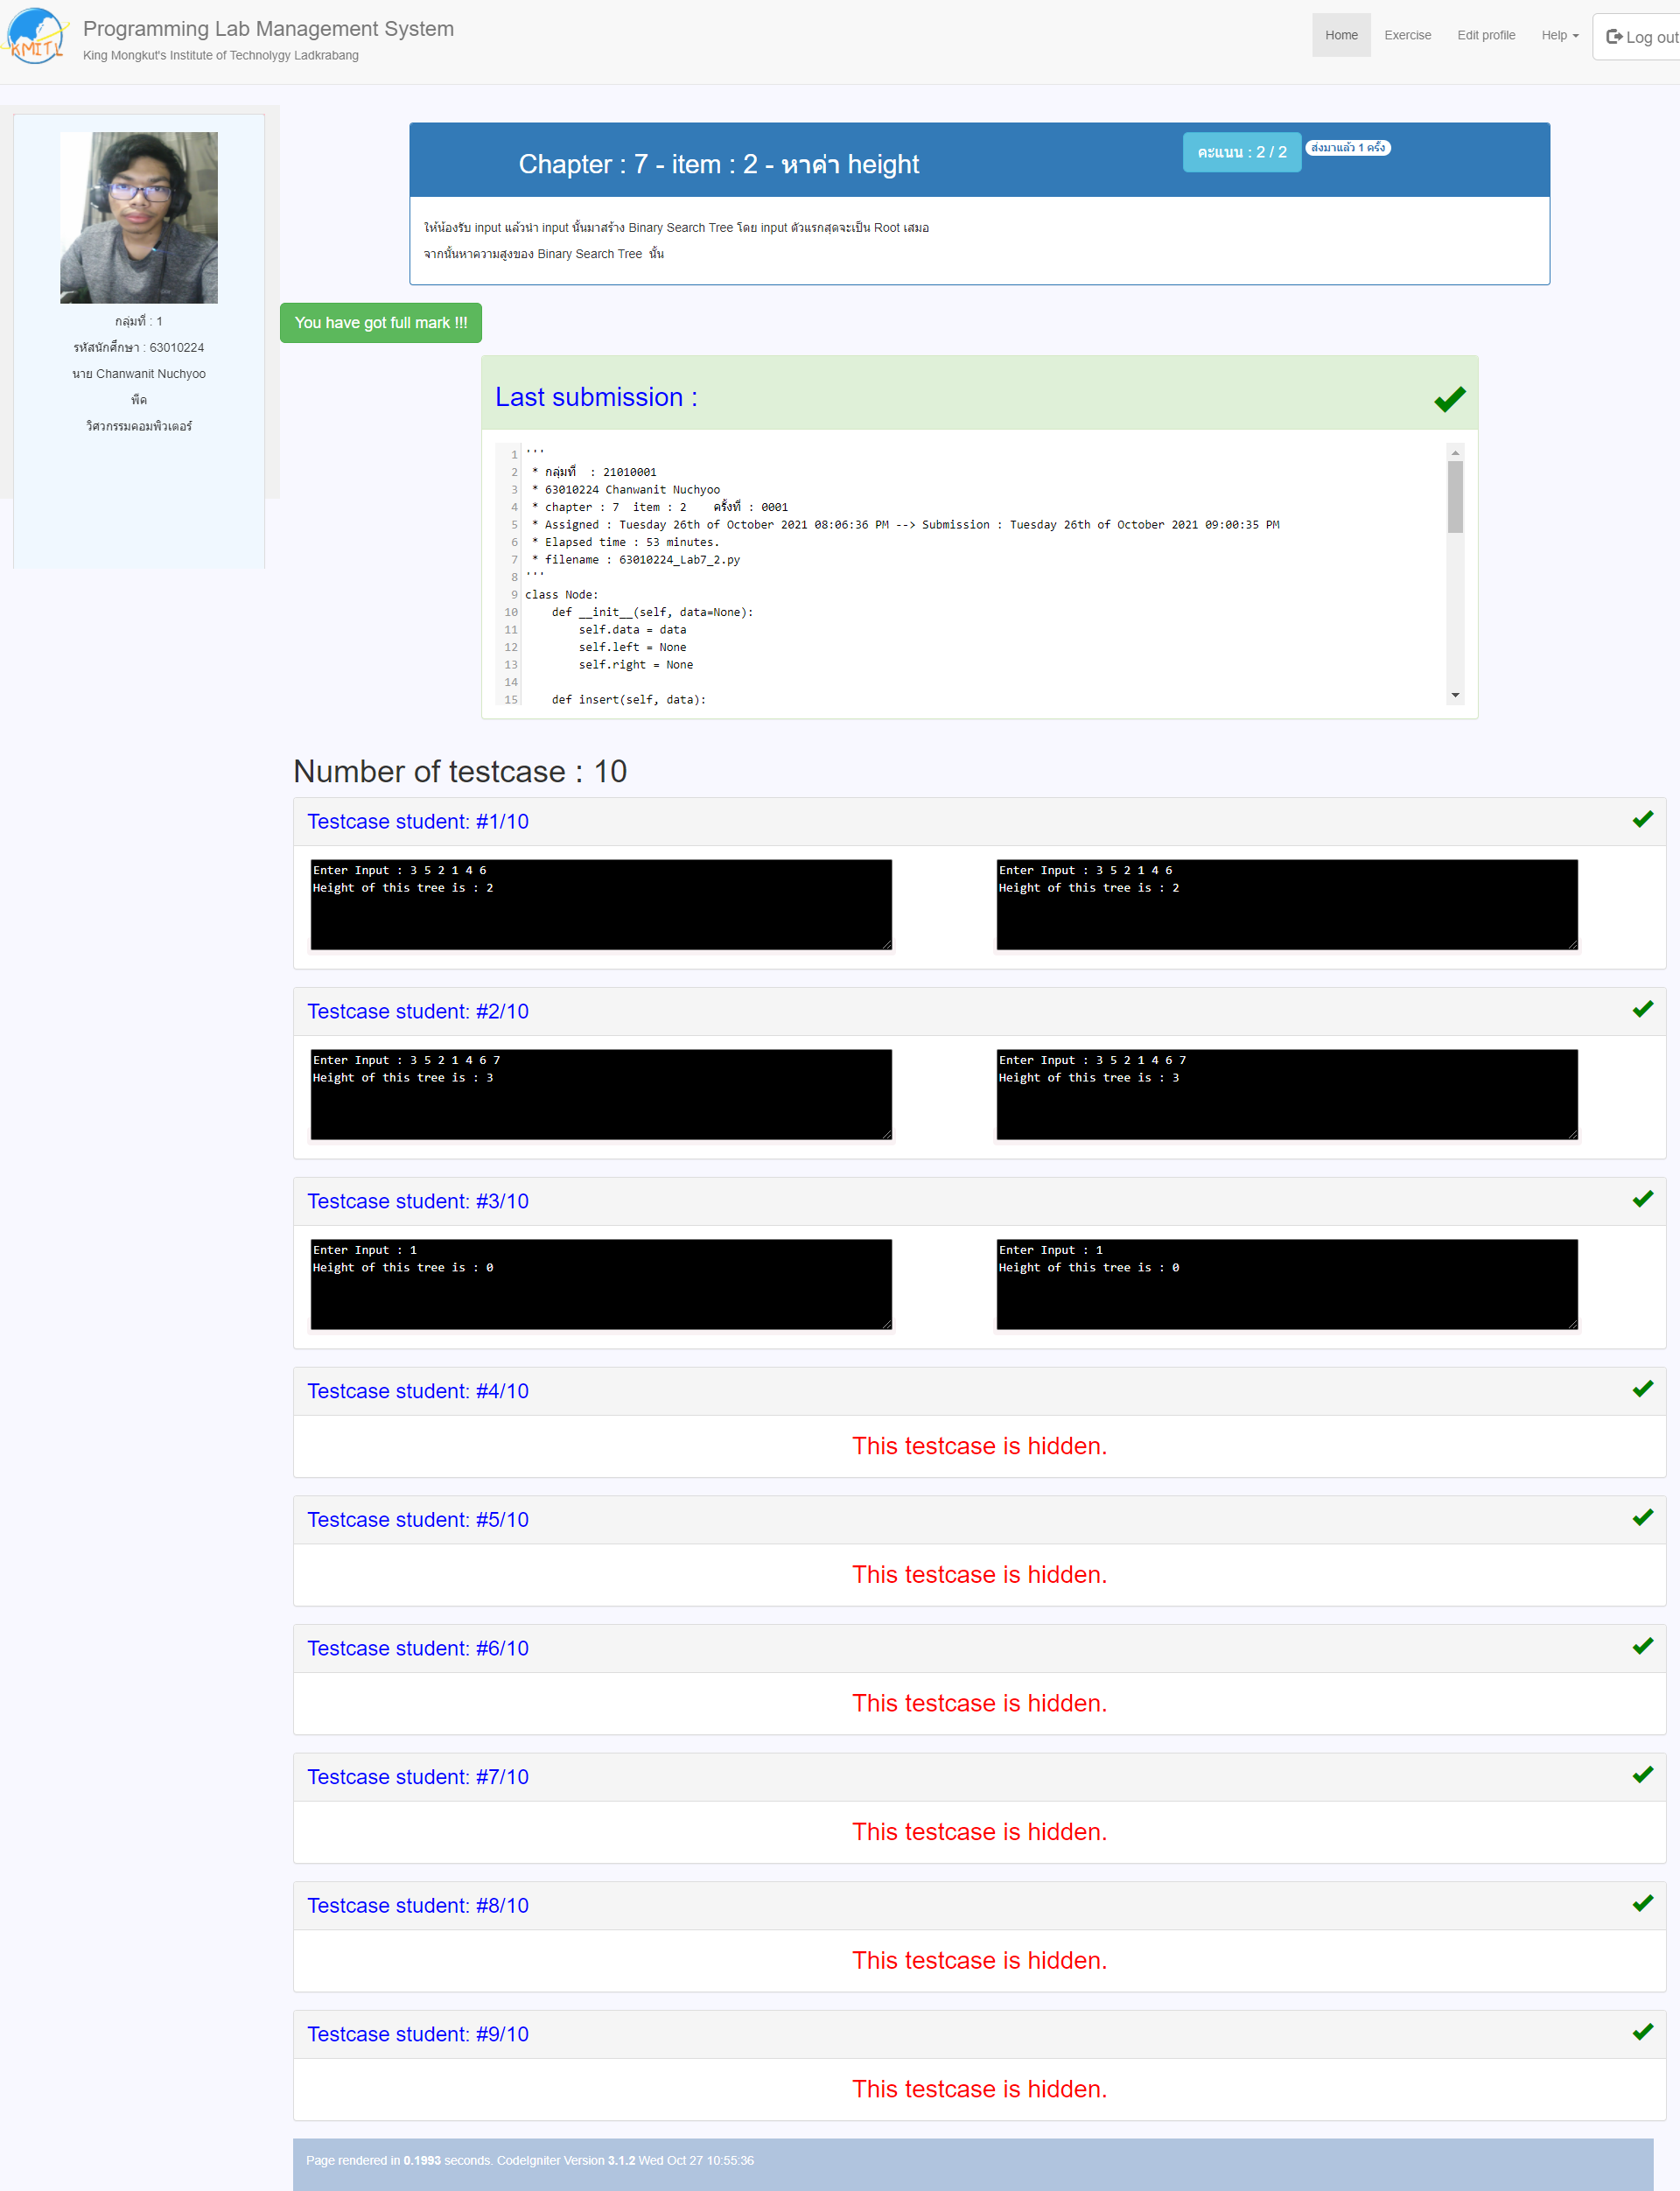 KMITL
Programming Lab Management System
King Mongkut's Institute of Technolygy Ladkrabang
Home
Exercise
Edit profile
Help
Log out
กลุ่มที่ : 1
รหัสนักศึกษา : 63010224
นาย Chanwanit Nuchyoo
พีค
วิศวกรรมคอมพิวเตอร์
Chapter : 7 - item : 2 - หาค่า height
คะแนน : 2 / 2
ส่งมาแล้ว 1 ครั้ง
ให้น้องรับ input แล้วนำ input นั้นมาสร้าง Binary Search Tree โดย input ตัวแรกสุดจะเป็น Root เสมอ
จากนั้นหาความสูงของ Binary Search Tree นั้น
You have got full mark !!!
Last submission :
1 '''
2 * กลุ่มที่ : 21010001
3 * 63010224 Chanwanit Nuchyoo
4 * chapter : 7 item : 2 ครั้งที่ : 0001
5 * Assigned : Tuesday 26th of October 2021 08:06:36 PM --> Submission : Tuesday 26th of October 2021 09:00:35 PM
6 * Elapsed time : 53 minutes.
7 * filename : 63010224_Lab7_2.py
8 '''
9 class Node:
10 def __init__(self, data=None):
11 self.data = data
12 self.left = None
13 self.right = None
14
15 def insert(self, data):
Number of testcase : 10
Testcase student: #1/10
Enter Input : 3 5 2 1 4 6
Height of this tree is : 2
Enter Input : 3 5 2 1 4 6
Height of this tree is : 2
Testcase student: #2/10
Enter Input : 3 5 2 1 4 6 7
Height of this tree is : 3
Enter Input : 3 5 2 1 4 6 7
Height of this tree is : 3
Testcase student: #3/10
Enter Input : 1
Height of this tree is : 0
Enter Input : 1
Height of this tree is : 0
Testcase student: #4/10
This testcase is hidden.
Testcase student: #5/10
This testcase is hidden.
Testcase student: #6/10
This testcase is hidden.
Testcase student: #7/10
This testcase is hidden.
Testcase student: #8/10
This testcase is hidden.
Testcase student: #9/10
This testcase is hidden.
Page rendered in 0.1993 seconds. CodeIgniter Version 3.1.2 Wed Oct 27 10:55:36